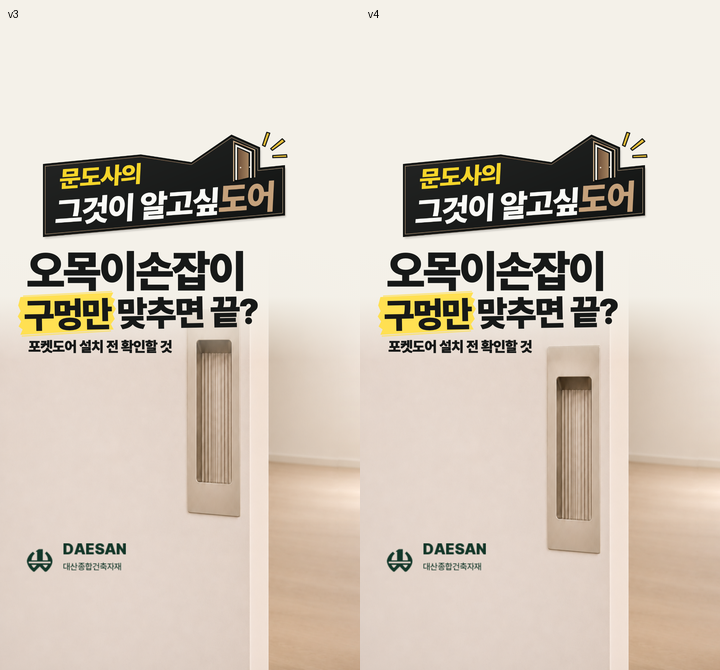 v3
문도사의
그것이 알고싶도어
오목이손잡이
구멍만 맞추면 끝?
포켓도어 설치 전 확인할 것
DAESAN
대산종합건축자재
v4
문도사의
그것이 알고싶도어
오목이손잡이
구멍만 맞추면 끝?
포켓도어 설치 전 확인할 것
DAESAN
대산종합건축자재